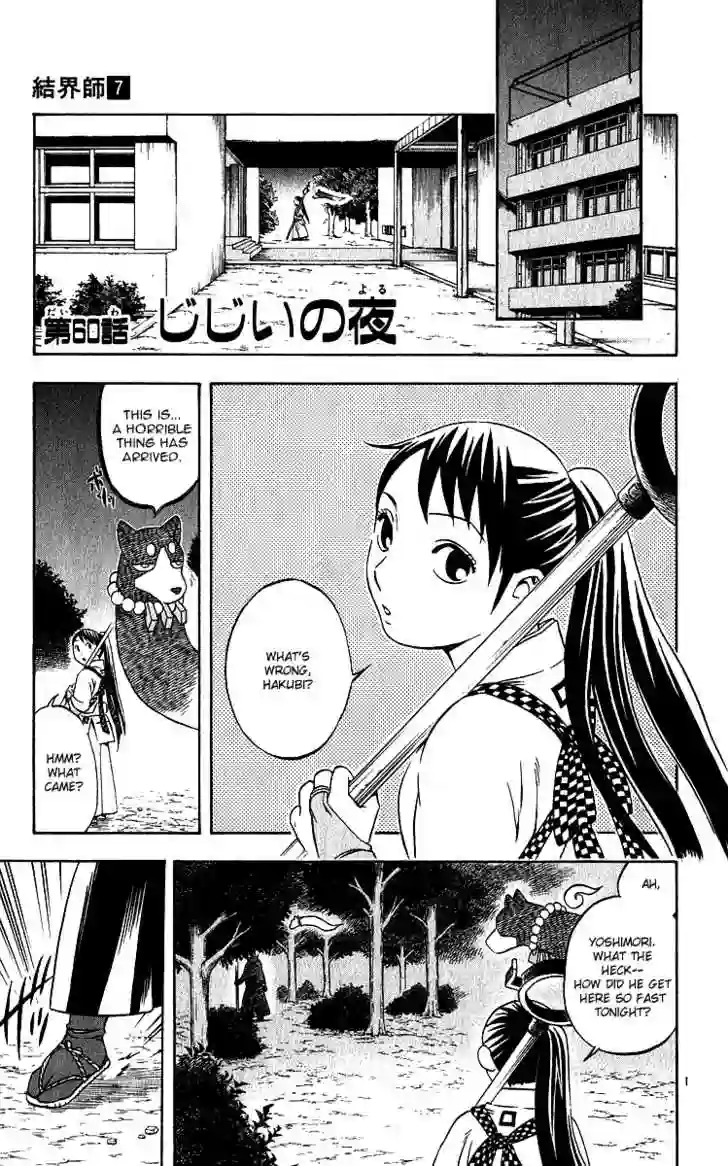 結界師7
第60話 じじいの夜
だい わ よる
WHAT'S
WRONG,
HAKUBI?
THIS IS...
A HORRIBLE
THING HAS
ARRIVED.
HMM?
WHAT
CAME?
AH,
YOSHIMORI.
WHAT THE
HECK--
HOW DID HE GET
HERE SO FAST
TONIGHT?
1